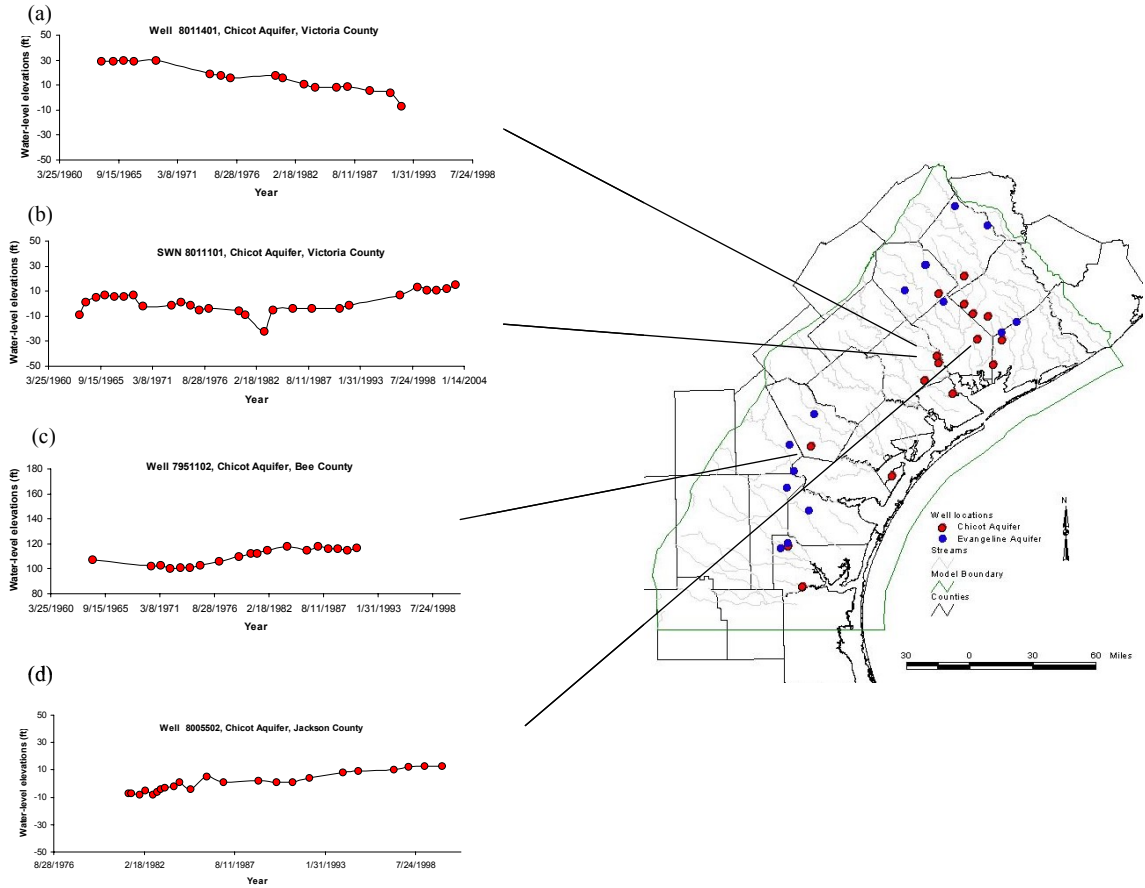 (a)
Well 8011401, Chicot Aquifer, Victoria County
Water-level elevations (ft)
50
30
10
-10
-30
-50
3/25/1960 9/15/1965 3/8/1971 8/28/1976 2/18/1982 8/11/1987 1/31/1993 7/24/1998
Year
(b)
SWN 8011101, Chicot Aquifer, Victoria County
Water-level elevations (ft)
50
30
10
-10
-30
-50
3/25/1960 9/15/1965 3/8/1971 8/28/1976 2/18/1982 8/11/1987 1/31/1993 7/24/1998 1/14/2004
Year
(c)
Well 7951102, Chicot Aquifer, Bee County
Water-level elevations (ft)
180
160
140
120
100
80
3/25/1960 9/15/1965 3/8/1971 8/28/1976 2/18/1982 8/11/1987 1/31/1993 7/24/1998
Year
(d)
Well 8005502, Chicot Aquifer, Jackson County
Water-level elevations (ft)
50
30
10
-10
-30
-50
8/28/1976 2/18/1982 8/11/1987 1/31/1993 7/24/1998
Year
N
Well locations
Chicot Aquifer
Evangeline Aquifer
Streams
Model Boundary
Counties
30 0 30 60 Miles